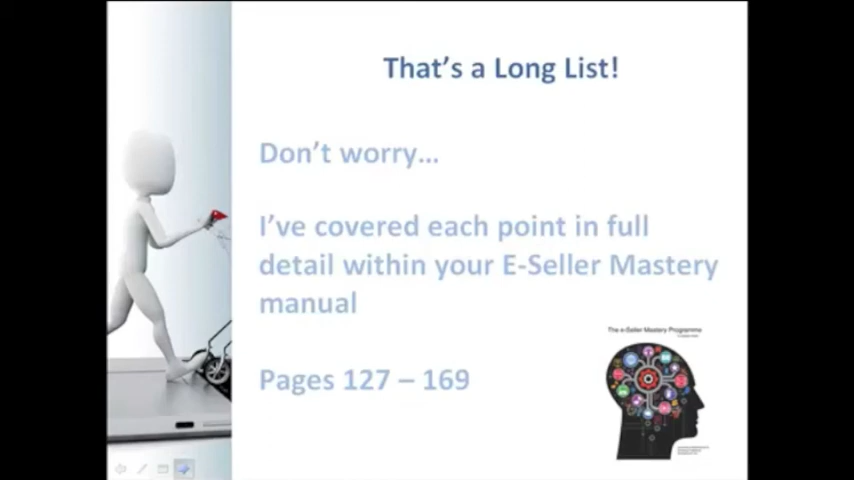 That's a Long List!
Don't worry...
I've covered each point in full
detail within your E-Seller Mastery
manual
Pages 127 – 169
The e-Seller Mastery Programme